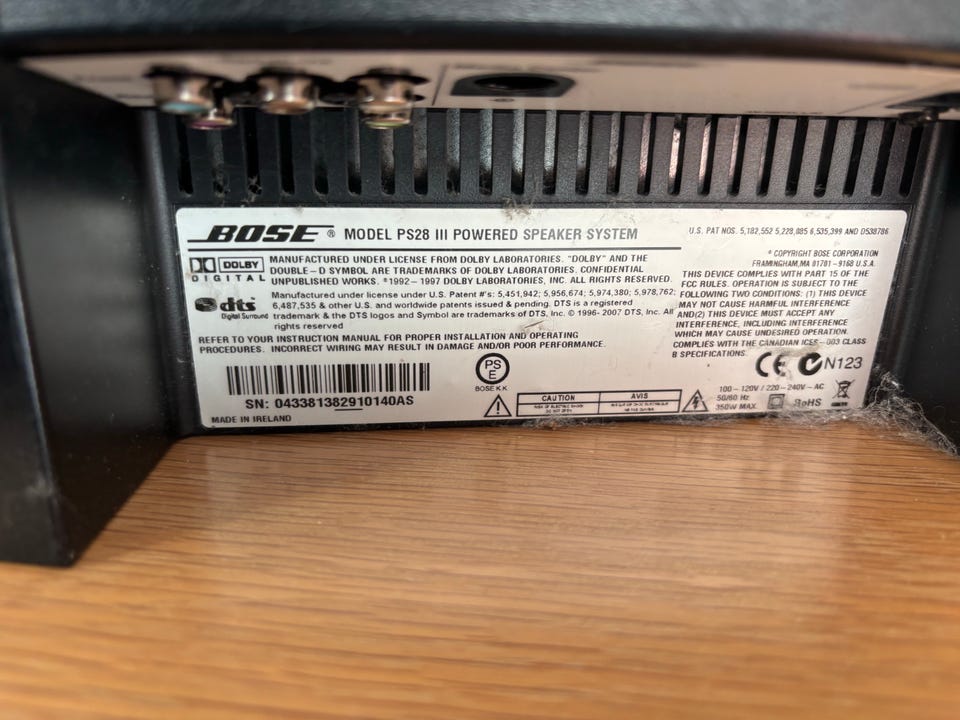 BOSE ® MODEL PS28 III POWERED SPEAKER SYSTEM
U.S. PAT NOS. 5,182,552 5,228,085 6,535,399 AND DS38786
DOLBY
DIGITAL
MANUFACTURED UNDER LICENSE FROM DOLBY LABORATORIES. "DOLBY" AND THE
DOUBLE-D SYMBOL ARE TRADEMARKS OF DOLBY LABORATORIES. CONFIDENTIAL
UNPUBLISHED WORKS. ©1992-1997 DOLBY LABORATORIES, INC. ALL RIGHTS RESERVED.
dts
Digital Surround
Manufactured under license under U.S. Patent #'s: 5,451,942; 5,956,674; 5,974,380; 5,978,762;
6,487,535 & other U.S. and worldwide patents issued & pending. DTS is a registered
trademark & the DTS logos and Symbol are trademarks of DTS, Inc. © 1996-2007 DTS, Inc. All
rights reserved
REFER TO YOUR INSTRUCTION MANUAL FOR PROPER INSTALLATION AND OPERATING
PROCEDURES. INCORRECT WIRING MAY RESULT IN DAMAGE AND/OR POOR PERFORMANCE.
© COPYRIGHT BOSE CORPORATION
FRAMINGHAM, MA 01701-9168 U.S.A.
THIS DEVICE COMPLIES WITH PART 15 OF THE
FCC RULES. OPERATION IS SUBJECT TO THE
FOLLOWING TWO CONDITIONS: (1) THIS DEVICE
MAY NOT CAUSE HARMFUL INTERFERENCE
AND(2) THIS DEVICE MUST ACCEPT ANY
INTERFERENCE, INCLUDING INTERFERENCE
WHICH MAY CAUSE UNDESIRED OPERATION.
COMPLIES WITH THE CANADIAN ICES-003 CLASS
B SPECIFICATIONS.
CE N123
SN: 043381382910140AS
MADE IN IRELAND
PS
E
BOSE K.K
CAUTION
AVIS
100-120V / 220-240V ~ AC
50/60 Hz
350W MAX.
RoHS